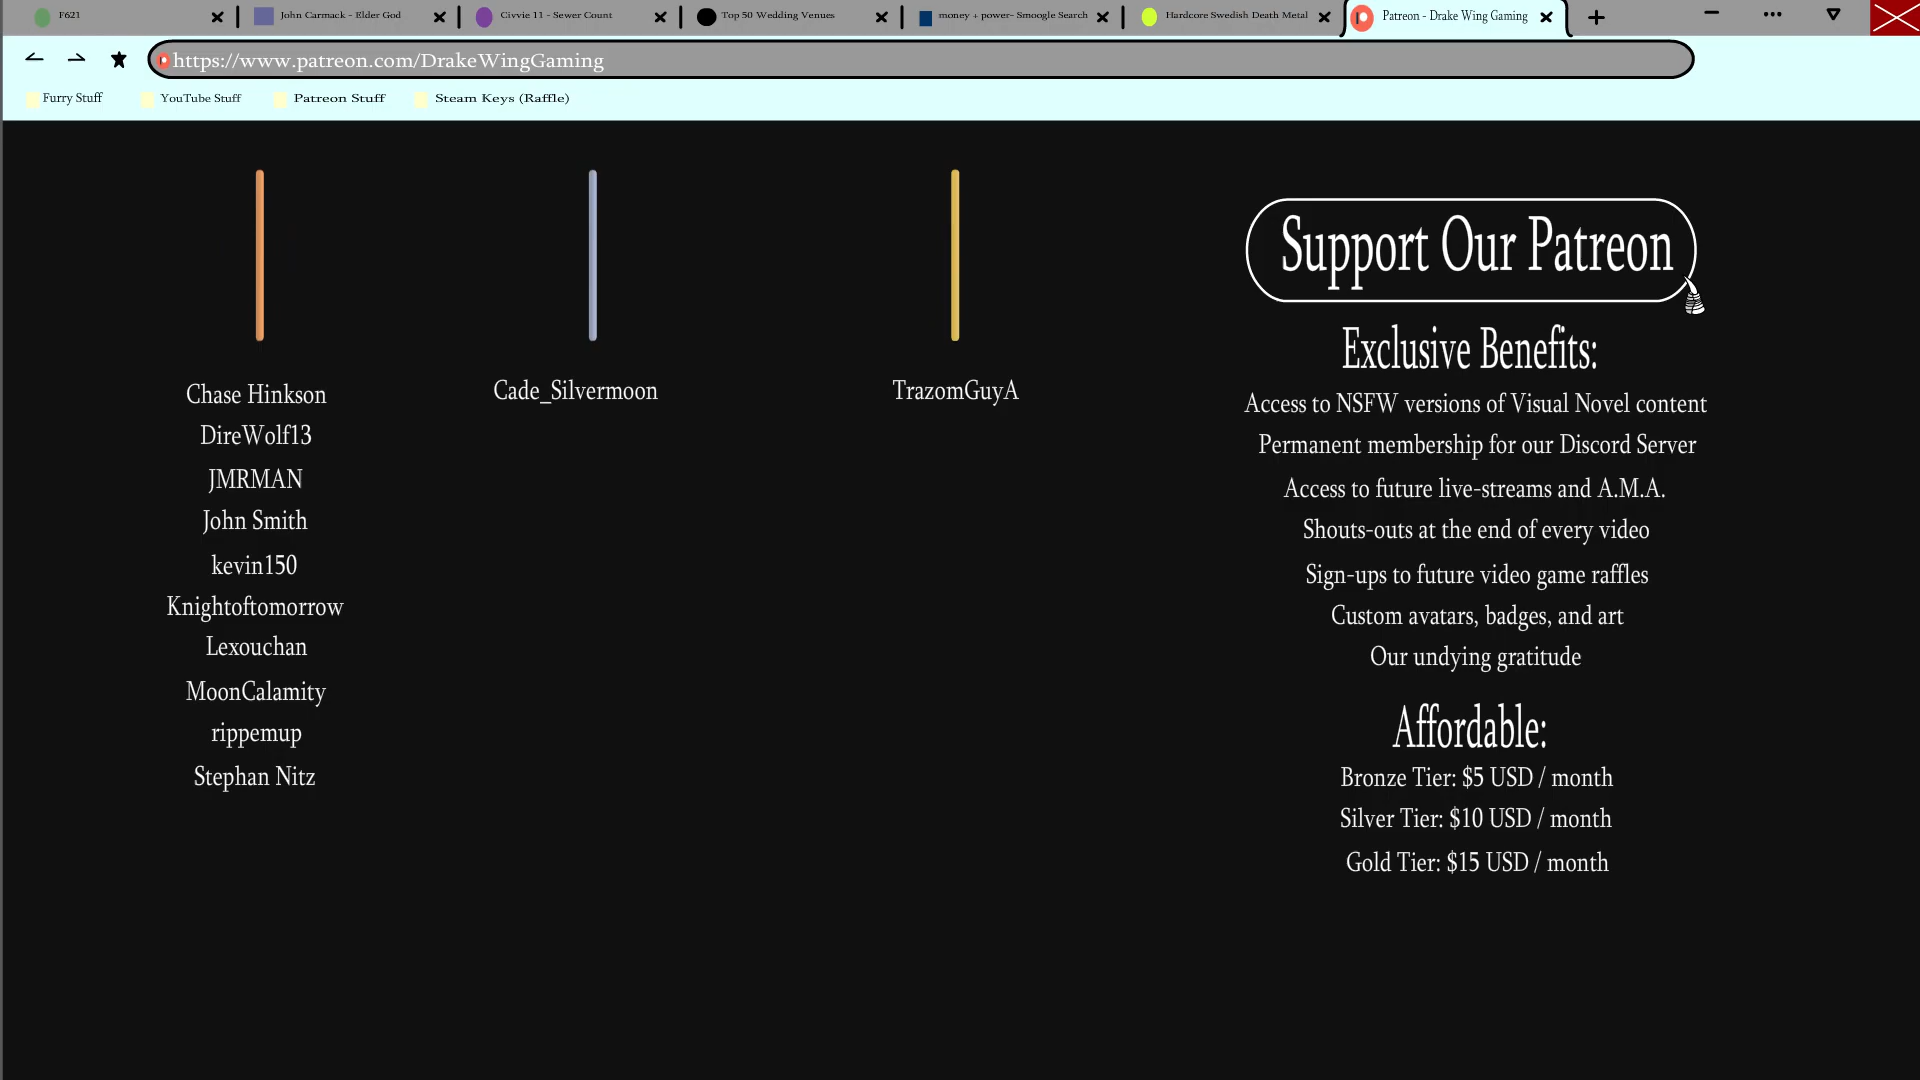 F621
John Carmack - Elder God
Civvie 11 - Sewer Count
Top 50 Wedding Venues
money + power- Smoogle Search
Hardcore Swedish Death Metal
Patreon - Drake Wing Gaming
https://www.patreon.com/DrakeWingGaming
Furry Stuff
YouTube Stuff
Patreon Stuff
Steam Keys (Raffle)
Chase Hinkson
DireWolf13
JMRMAN
John Smith
kevin150
Knightoftomorrow
Lexouchan
MoonCalamity
rippemup
Stephan Nitz
Cade_Silvermoon
TrazomGuyA
Support Our Patreon
Exclusive Benefits:
Access to NSFW versions of Visual Novel content
Permanent membership for our Discord Server
Access to future live-streams and A.M.A.
Shouts-outs at the end of every video
Sign-ups to future video game raffles
Custom avatars, badges, and art
Our undying gratitude
Affordable:
Bronze Tier: $5 USD / month
Silver Tier: $10 USD / month
Gold Tier: $15 USD / month